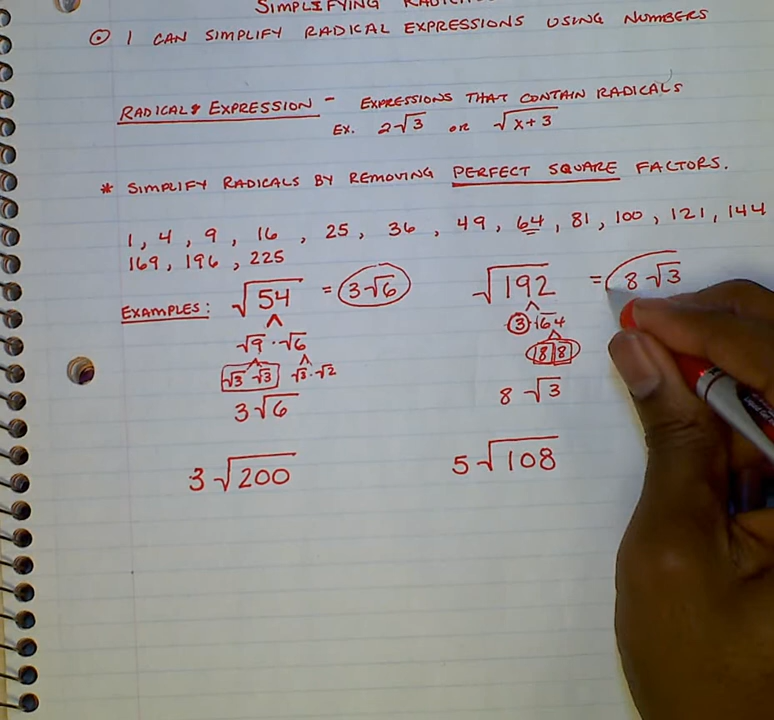 SIMPLIFYING
⊙ I CAN SIMPLIFY RADICAL EXPRESSIONS USING NUMBERS
RADICAL EXPRESSION - EXPRESSIONS THAT CONTAIN RADICALS
EX. 2√3 OR √x+3
* SIMPLIFY RADICALS BY REMOVING PERFECT SQUARE FACTORS.
1, 4, 9, 16, 25, 36, 49, 64, 81, 100, 121, 144
169, 196, 225
EXAMPLES: √54 = 3√6 √192 = 8√3
√9 · √6 3 · 64
√3 √3 √3 · √2 8 8
3√6 8√3
3√200 5√108